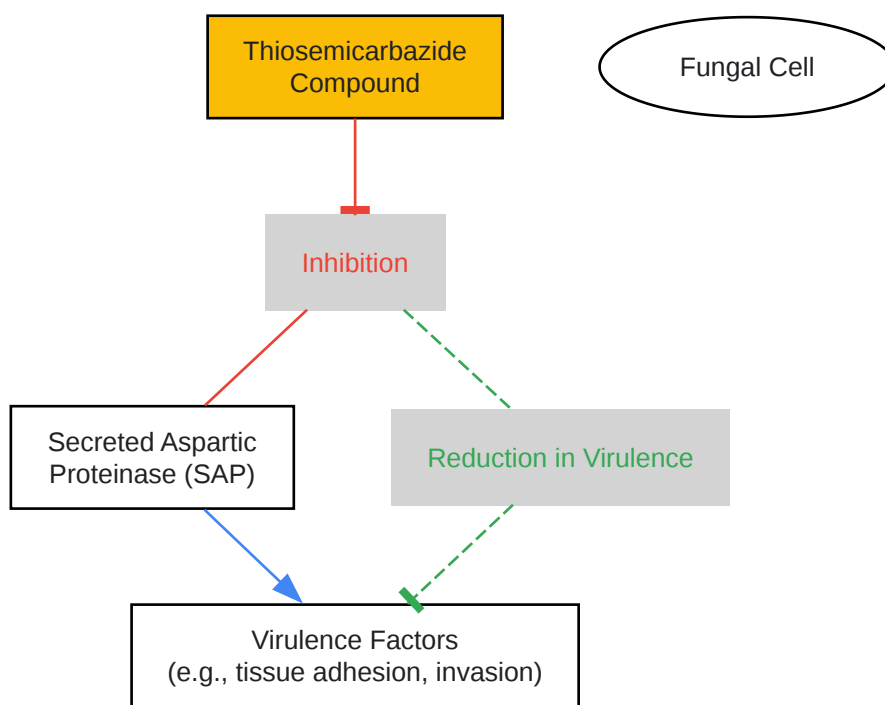 Thiosemicarbazide
Compound
Fungal Cell
Inhibition
Secreted Aspartic
Proteinase (SAP)
Reduction in Virulence
Virulence Factors
(e.g., tissue adhesion, invasion)